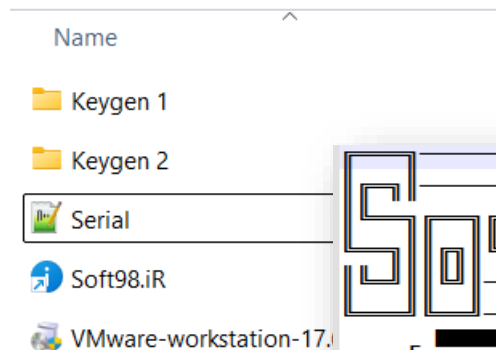 Name
Keygen 1
Keygen 2
Serial
Soft98.iR
VMware-workstation-17.